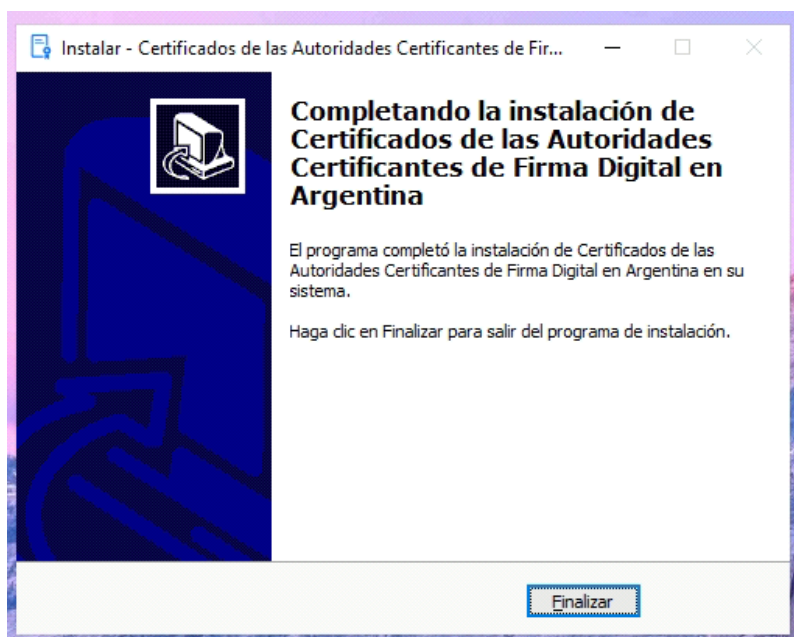 Instalar - Certificados de las Autoridades Certificantes de Fir...
Completando la instalación de
Certificados de las Autoridades
Certificantes de Firma Digital en
Argentina
El programa completó la instalación de Certificados de las
Autoridades Certificantes de Firma Digital en Argentina en su
sistema.
Haga clic en Finalizar para salir del programa de instalación.
Finalizar